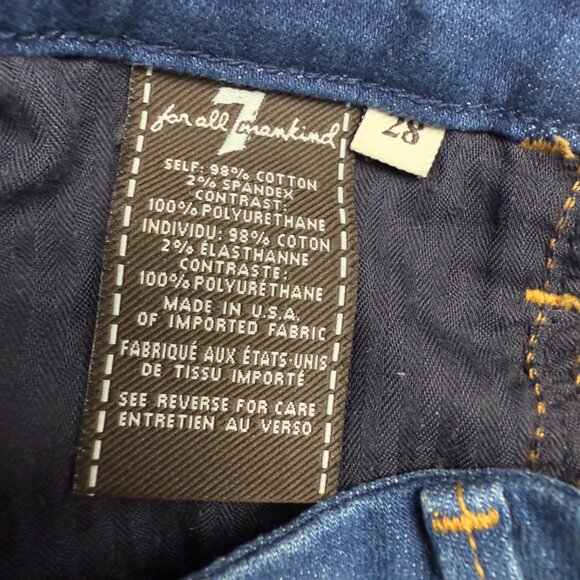 7
for all mankind
28
SELF: 98% COTTON
2% SPANDEX
CONTRAST:
100% POLYURETHANE
INDIVIDU: 98% COTON
2% ÉLASTHANNE
CONTRASTE:
100% POLYURÉTHANE
MADE IN U.S.A.
OF IMPORTED FABRIC
FABRIQUÉ AUX ÉTATS-UNIS
DE TISSU IMPORTÉ
SEE REVERSE FOR CARE
ENTRETIEN AU VERSO